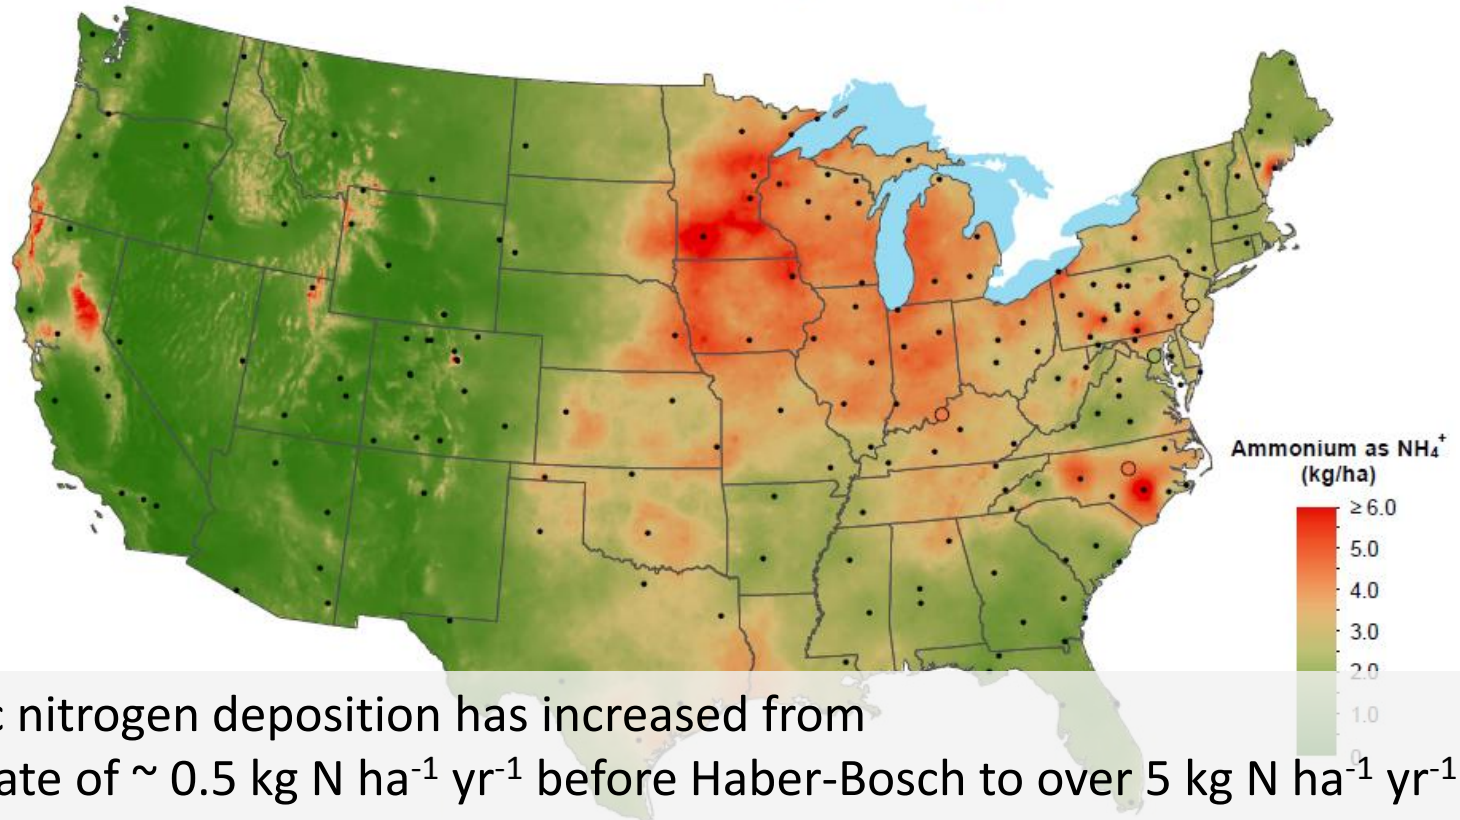 Ammonium as NH₄⁺
(kg/ha)
≥ 6.0
5.0
4.0
3.0
2.0
1.0
0
nitrogen deposition has increased from
of ~ 0.5 kg N ha⁻¹ yr⁻¹ before Haber-Bosch to over 5 kg N ha⁻¹ yr⁻¹